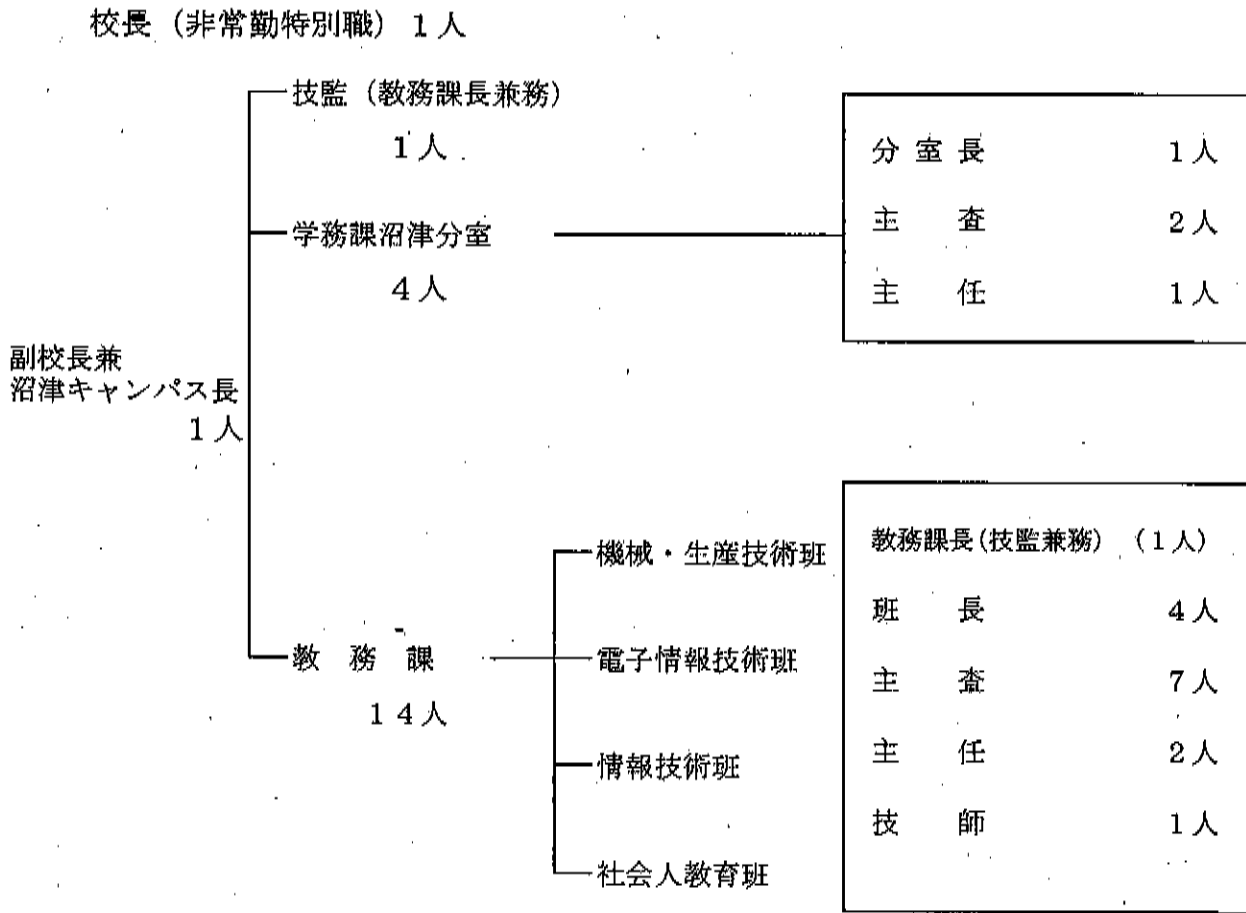 校長（非常勤特別職）１人
技監（教務課長兼務）
１人
学務課沼津分室
４人
分室長 １人
主査 ２人
主任 １人
副校長兼
沼津キャンパス長
１人
教務課
１４人
機械・生産技術班
電子情報技術班
情報技術班
社会人教育班
教務課長（技監兼務）（１人）
班長 ４人
主査 ７人
主任 ２人
技師 １人